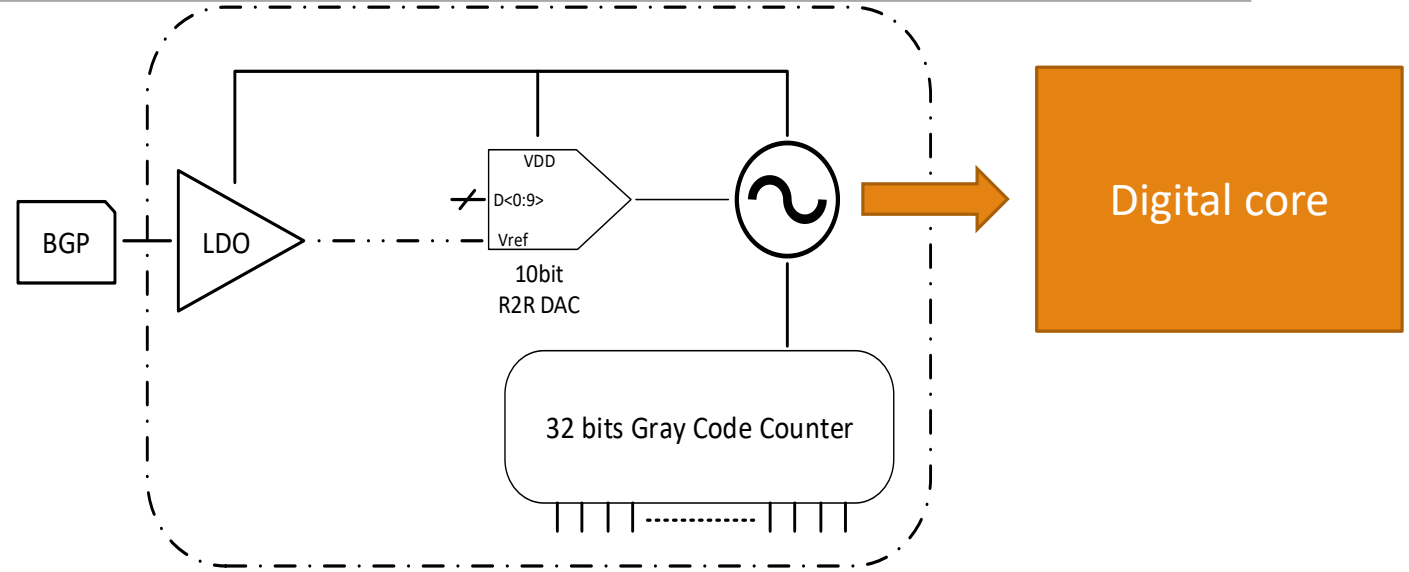 BGP
LDO
VDD
D<0:9>
Vref
10bit
R2R DAC
32 bits Gray Code Counter
Digital core